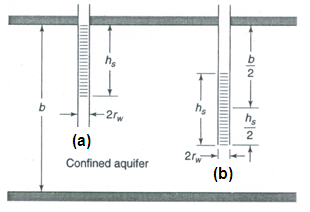 b
h_s
2r_w
(a)
Confined aquifer
h_s
b
2
h_s
2
2r_w
(b)